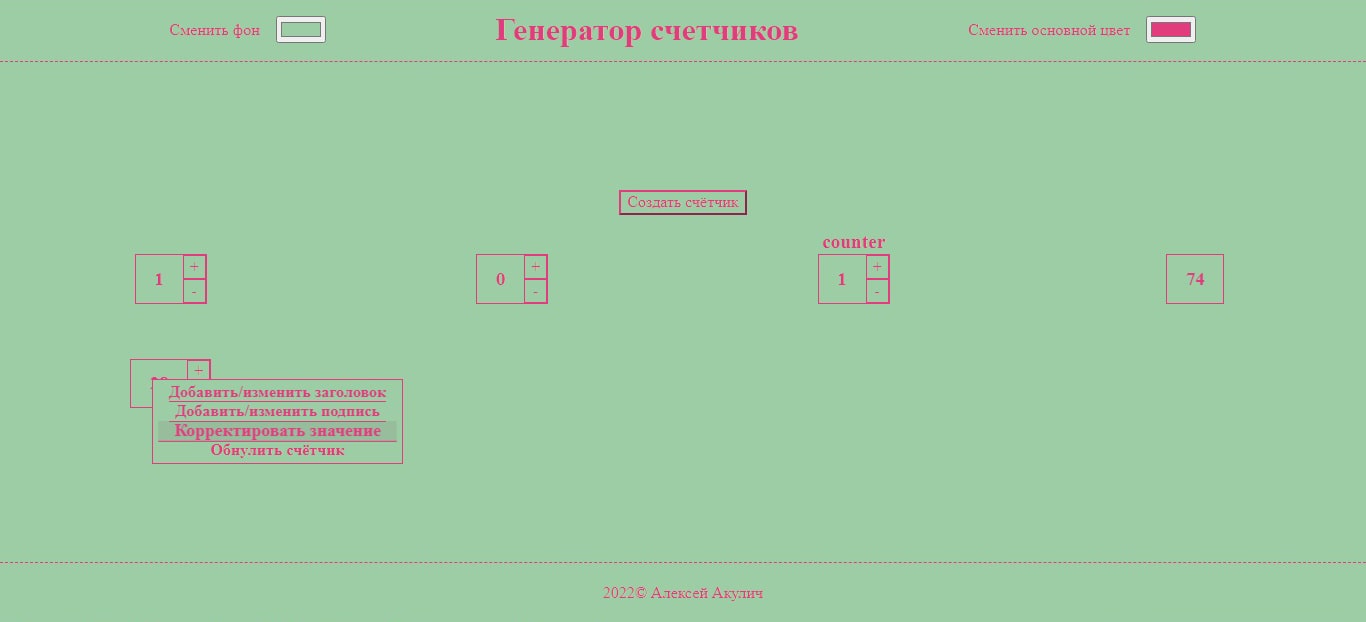 Сменить фон
Генератор счетчиков
Сменить основной цвет
Создать счётчик
counter
1
+
-
0
+
-
1
+
-
74
+
Добавить/изменить заголовок
Добавить/изменить подпись
Корректировать значение
Обнулить счётчик
2022© Алексей Акулич